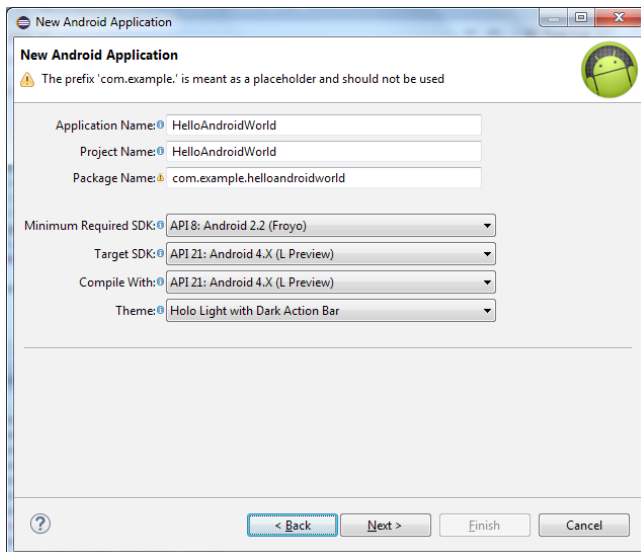 New Android Application
New Android Application
The prefix 'com.example.' is meant as a placeholder and should not be used
Application Name: HelloAndroidWorld
Project Name: HelloAndroidWorld
Package Name: com.example.helloandroidworld
Minimum Required SDK: API 8: Android 2.2 (Froyo)
Target SDK: API 21: Android 4.X (L Preview)
Compile With: API 21: Android 4.X (L Preview)
Theme: Holo Light with Dark Action Bar
? < Back Next > Finish Cancel